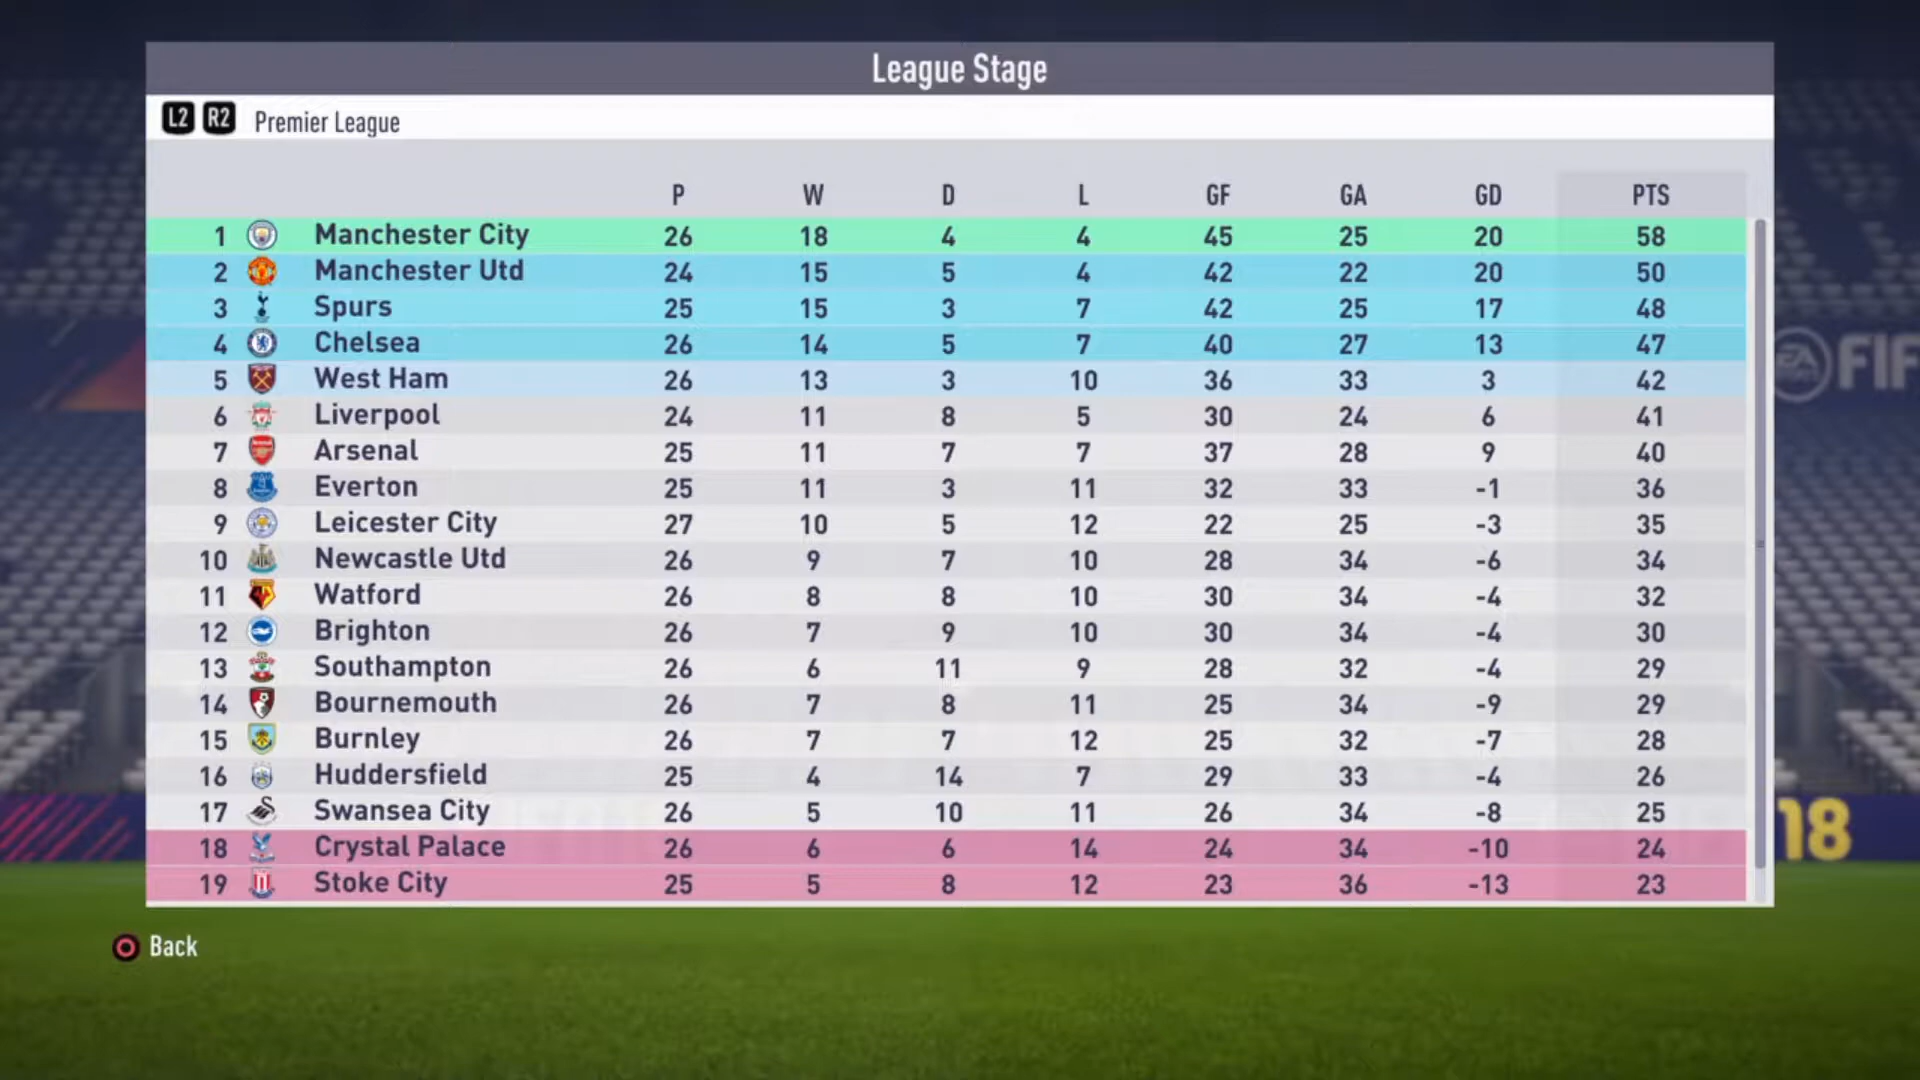 League Stage
L2 R2 Premier League
P W D L GF GA GD PTS
1 Manchester City 26 18 4 4 45 25 20 58
2 Manchester Utd 24 15 5 4 42 22 20 50
3 Spurs 25 15 3 7 42 25 17 48
4 Chelsea 26 14 5 7 40 27 13 47
5 West Ham 26 13 3 10 36 33 3 42
6 Liverpool 24 11 8 5 30 24 6 41
7 Arsenal 25 11 7 7 37 28 9 40
8 Everton 25 11 3 11 32 33 -1 36
9 Leicester City 27 10 5 12 22 25 -3 35
10 Newcastle Utd 26 9 7 10 28 34 -6 34
11 Watford 26 8 8 10 30 34 -4 32
12 Brighton 26 7 9 10 30 34 -4 30
13 Southampton 26 6 11 9 28 32 -4 29
14 Bournemouth 26 7 8 11 25 34 -9 29
15 Burnley 26 7 7 12 25 32 -7 28
16 Huddersfield 25 4 14 7 29 33 -4 26
17 Swansea City 26 5 10 11 26 34 -8 25
18 Crystal Palace 26 6 6 14 24 34 -10 24
19 Stoke City 25 5 8 12 23 36 -13 23
EA FIF
18
Back